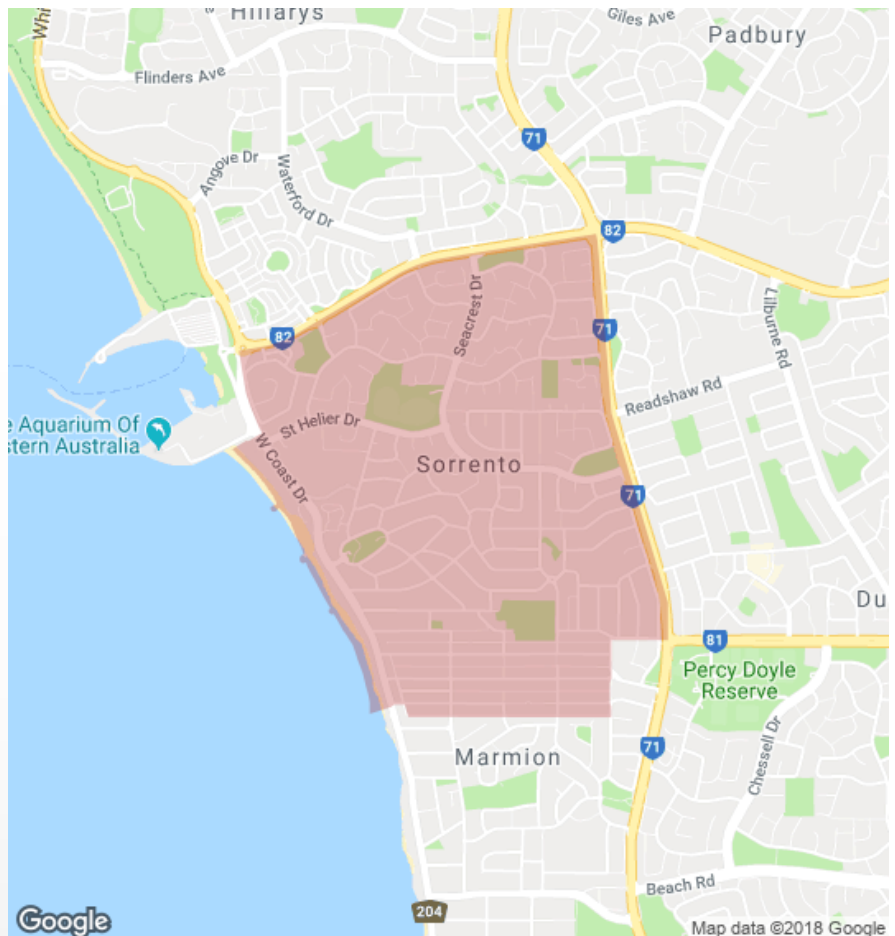 Hillarys
Giles Ave
Padbury
Whi
Flinders Ave
71
Angove Dr
Waterford Dr
82
Lilburne Rd
Seacrest Dr
82
71
Readshaw Rd
e Aquarium Of
stern Australia
St Helier Dr
W Coast Dr
Sorrento
71
Du
81
Percy Doyle
Reserve
Marmion
71
Chessell Dr
Beach Rd
204
Google
Map data ©2018 Google